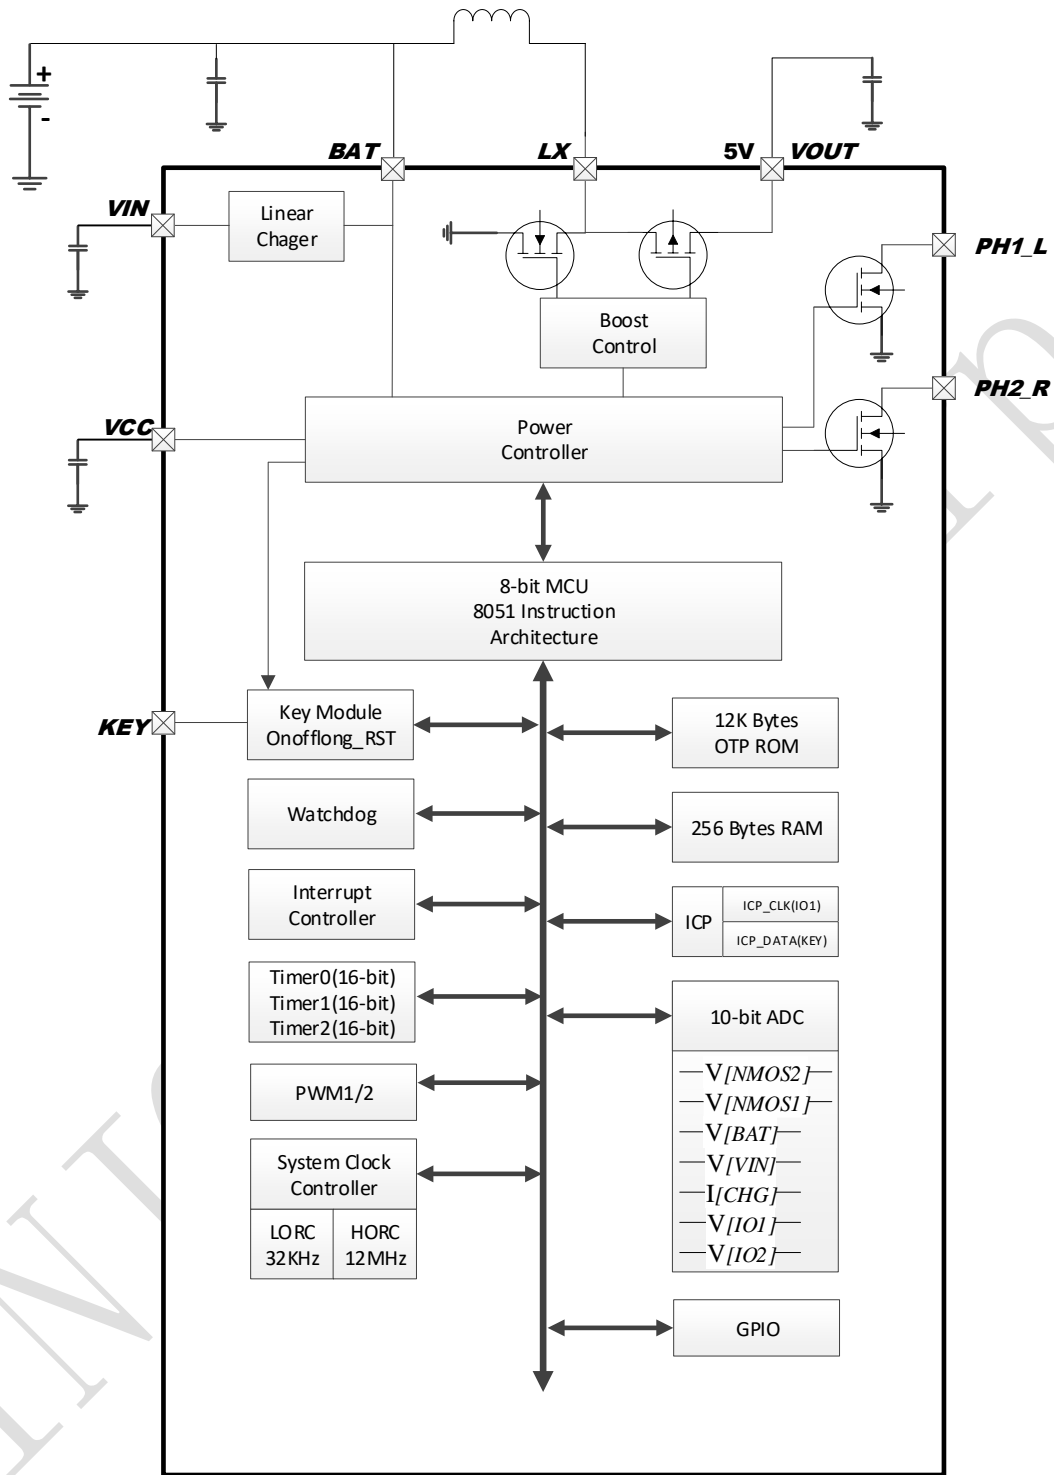 +
-
BAT
LX
5V VOUT
VIN
Linear
Chager
PH1_L
Boost
Control
PH2_R
VCC
Power
Controller
8-bit MCU
8051 Instruction
Architecture
KEY
Key Module
Onofflong_RST
12K Bytes
OTP ROM
Watchdog
256 Bytes RAM
Interrupt
Controller
ICP
ICP_CLK(IO1)
ICP_DATA(KEY)
Timer0(16-bit)
Timer1(16-bit)
Timer2(16-bit)
10-bit ADC
V[NMOS2]
V[NMOS1]
V[BAT]
V[VIN]
I[CHG]
V[IO1]
V[IO2]
PWM1/2
System Clock
Controller
LORC
32KHz
HORC
12MHz
GPIO